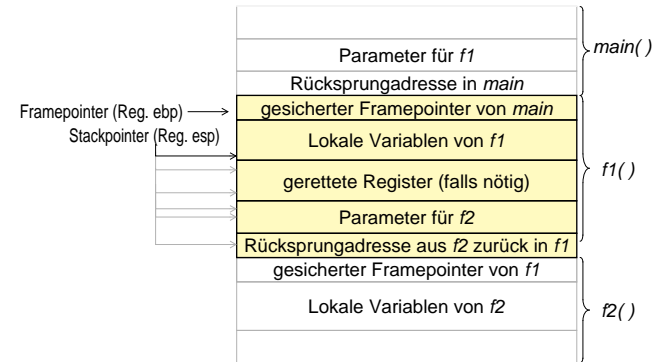 Parameter für f1
main( )
Rücksprungadresse in main
Framepointer (Reg. ebp)
gesicherter Framepointer von main
Stackpointer (Reg. esp)
Lokale Variablen von f1
f1( )
gerettete Register (falls nötig)
Parameter für f2
Rücksprungadresse aus f2 zurück in f1
gesicherter Framepointer von f1
Lokale Variablen von f2
f2( )